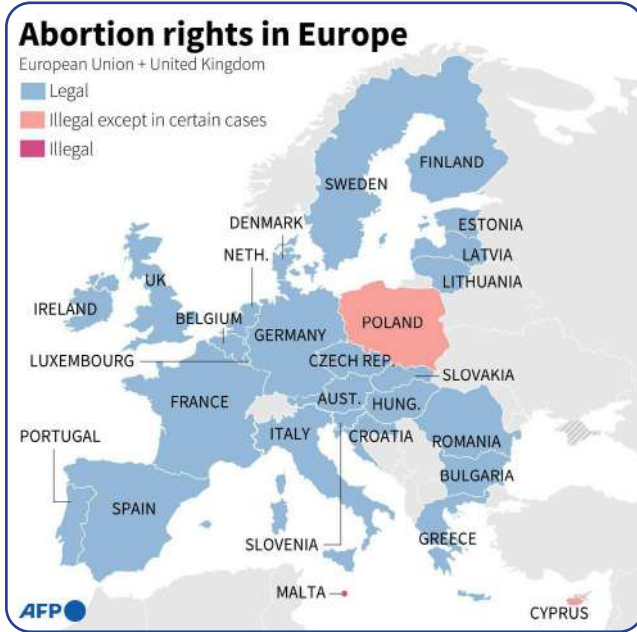 Abortion rights in Europe
European Union + United Kingdom
Legal
Illegal except in certain cases
Illegal
FINLAND
SWEDEN
DENMARK
ESTONIA
NETH.
LATVIA
UK
LITHUANIA
IRELAND
BELGIUM
POLAND
GERMANY
LUXEMBOURG
CZECH REP.
SLOVAKIA
FRANCE
AUST.
HUNG.
PORTUGAL
ITALY
CROATIA
ROMANIA
BULGARIA
SPAIN
SLOVENIA
GREECE
MALTA
AFP
CYPRUS